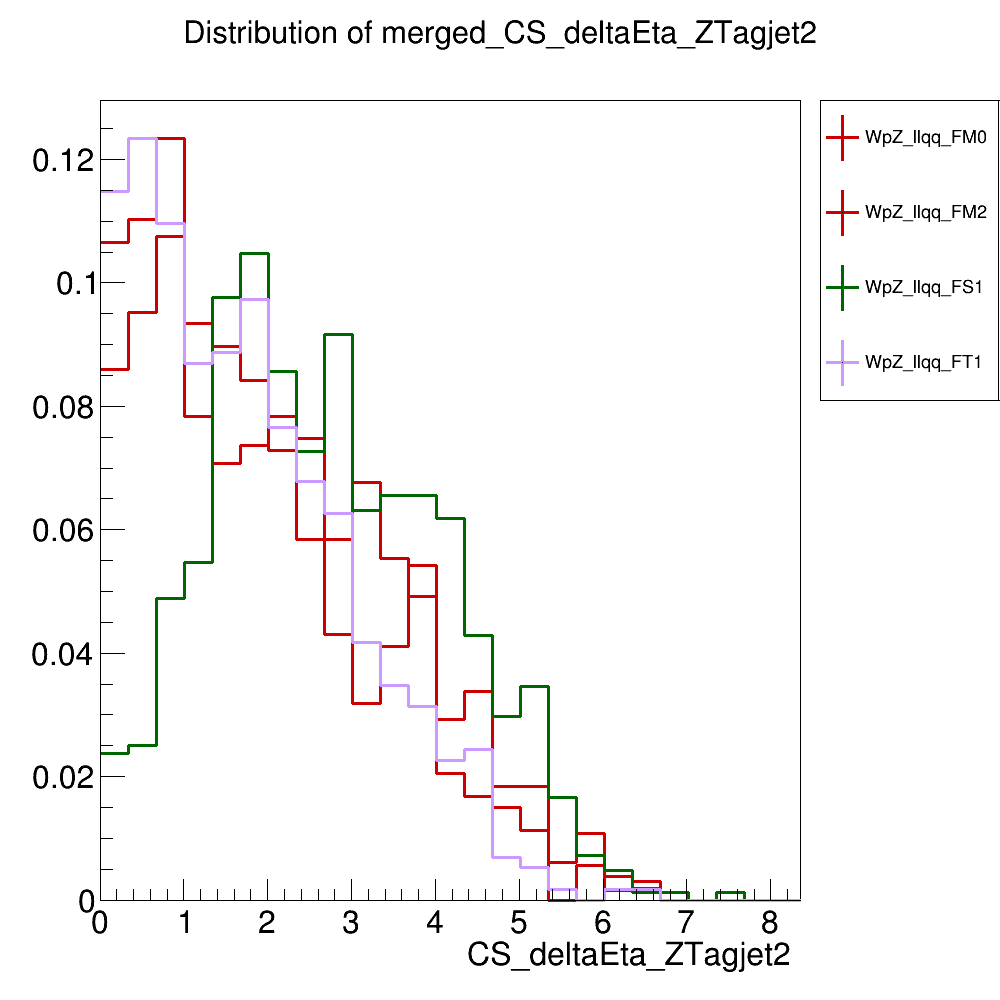 Distribution of merged_CS_deltaEta_ZTagjet2
WpZ_llqq_FM0
WpZ_llqq_FM2
WpZ_llqq_FS1
WpZ_llqq_FT1
0.12
0.1
0.08
0.06
0.04
0.02
0
0 1 2 3 4 5 6 7 8
CS_deltaEta_ZTagjet2